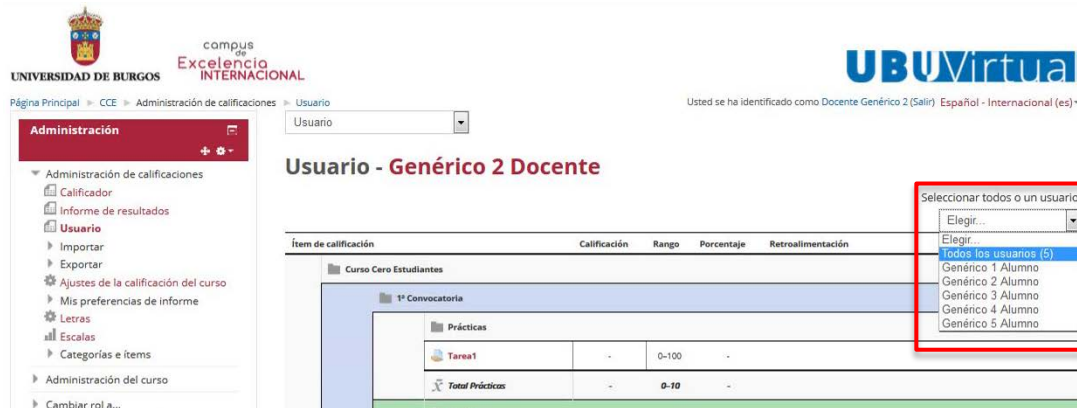 UNIVERSIDAD DE BURGOS
campus
de
Excelencia
INTERNACIONAL
UBUVirtual
Página Principal CCE Administración de calificaciones Usuario
Usted se ha identificado como Docente Genérico 2 (Salir) Español - Internacional (es)
Administración
Administración de calificaciones
Calificador
Informe de resultados
Usuario
Importar
Exportar
Ajustes de la calificación del curso
Mis preferencias de informe
Letras
Escalas
Categorías e ítems
Administración del curso
Cambiar rol a...
Usuario
Usuario - Genérico 2 Docente
Seleccionar todos o un usuario
Elegir...
Elegir...
Todos los usuarios (5)
Genérico 1 Alumno
Genérico 2 Alumno
Genérico 3 Alumno
Genérico 4 Alumno
Genérico 5 Alumno
Ítem de calificación Calificación Rango Porcentaje Retroalimentación
Curso Cero Estudiantes
1ª Convocatoria
Prácticas
Tarea1 - 0-100 -
Total Prácticas - 0-10 -